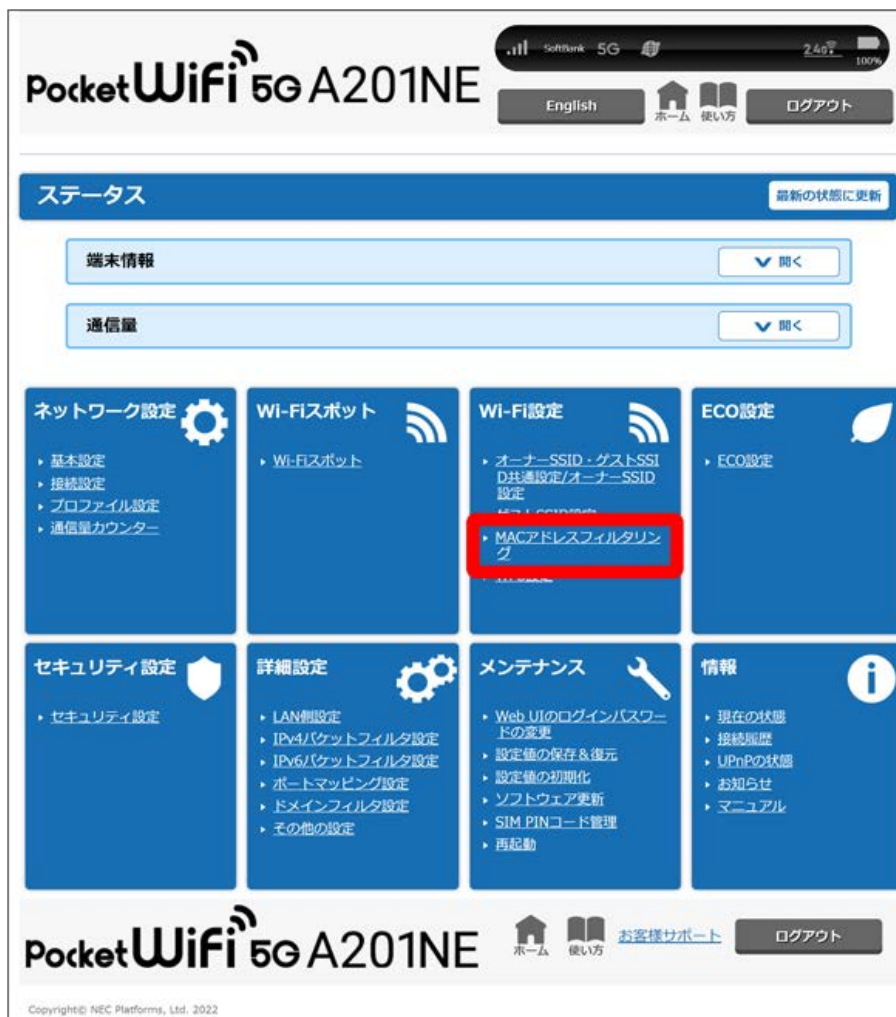 Pocket WiFi 5G A201NE
SoftBank 5G 2.4G 100%
English ホーム 使い方 ログアウト
ステータス 最新の状態に更新
端末情報 開く
通信量 開く
ネットワーク設定
基本設定
接続設定
プロファイル設定
通信量カウンター
Wi-Fiスポット
Wi-Fiスポット
Wi-Fi設定
オーナーSSID・ゲストSSI
D共通設定/オーナーSSID
設定
ゲストSSID設定
MACアドレスフィルタリン
グ
ECO設定
ECO設定
セキュリティ設定
セキュリティ設定
詳細設定
LAN側設定
IPv4パケットフィルタ設定
IPv6パケットフィルタ設定
ポートマッピング設定
ドメインフィルタ設定
その他の設定
メンテナンス
Web UIのログインパスワー
ドの変更
設定値の保存&復元
設定値の初期化
ソフトウェア更新
SIM PINコード管理
再起動
情報
現在の状態
接続履歴
UPnPの状態
お知らせ
マニュアル
Pocket WiFi 5G A201NE
ホーム 使い方 お客様サポート ログアウト
Copyright© NEC Platforms, Ltd. 2022